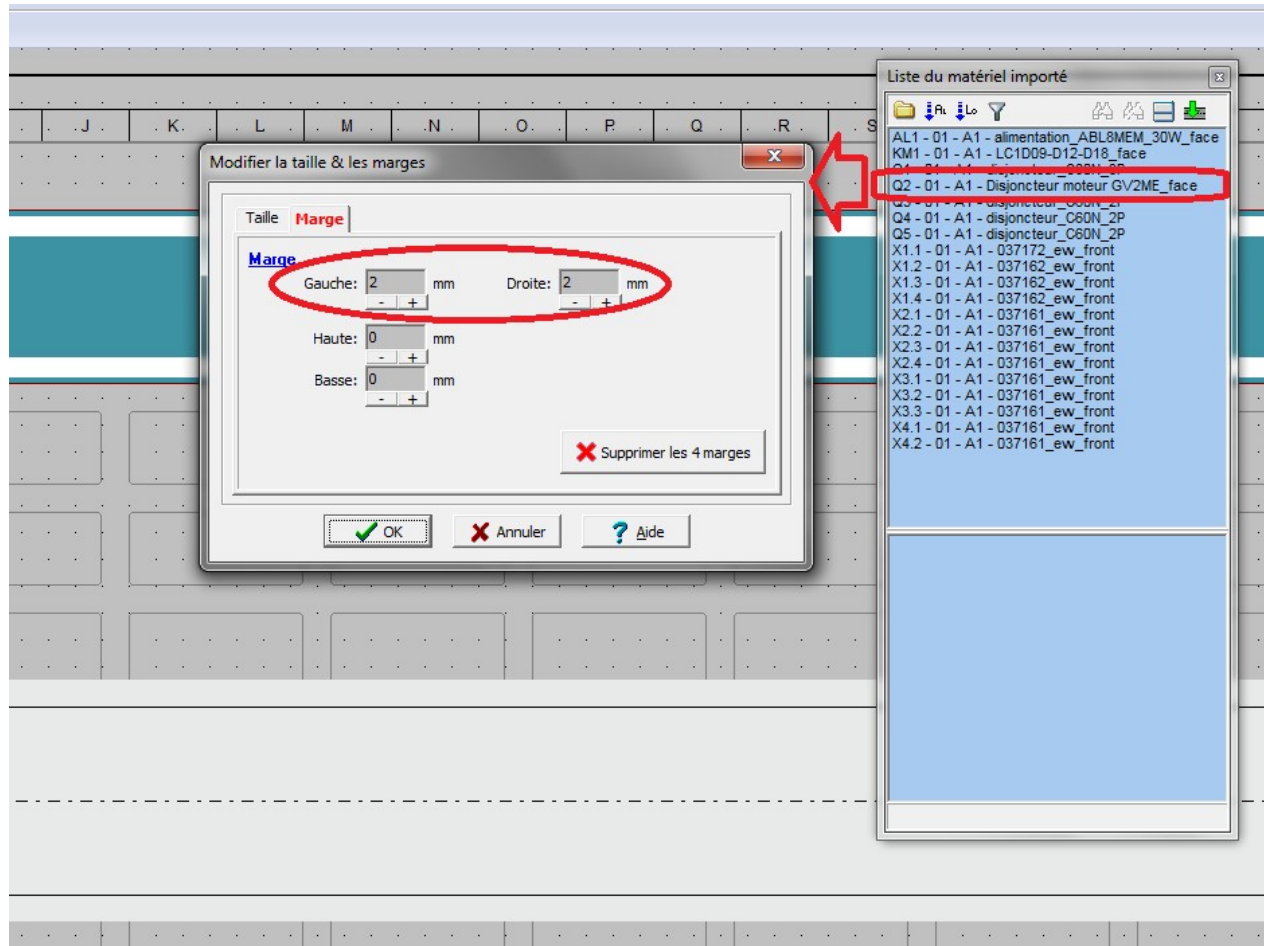 J K L M N O P Q R S
Modifier la taille & les marges
Taille Marge
Marge
Gauche: 2 mm Droite: 2 mm
- + - +
Haute: 0 mm
- +
Basse: 0 mm
- +
Supprimer les 4 marges
OK Annuler ? Aide
Liste du matériel importé
AL1 - 01 - A1 - alimentation_ABL8MEM_30W_face
KM1 - 01 - A1 - LC1D09-D12-D18_face
Q2 - 01 - A1 - Disjoncteur moteur GV2ME_face
Q4 - 01 - A1 - disjoncteur_C60N_2P
Q5 - 01 - A1 - disjoncteur_C60N_2P
X1.1 - 01 - A1 - 037172_ew_front
X1.2 - 01 - A1 - 037162_ew_front
X1.3 - 01 - A1 - 037162_ew_front
X1.4 - 01 - A1 - 037162_ew_front
X2.1 - 01 - A1 - 037161_ew_front
X2.2 - 01 - A1 - 037161_ew_front
X2.3 - 01 - A1 - 037161_ew_front
X2.4 - 01 - A1 - 037161_ew_front
X3.1 - 01 - A1 - 037161_ew_front
X3.2 - 01 - A1 - 037161_ew_front
X3.3 - 01 - A1 - 037161_ew_front
X4.1 - 01 - A1 - 037161_ew_front
X4.2 - 01 - A1 - 037161_ew_front